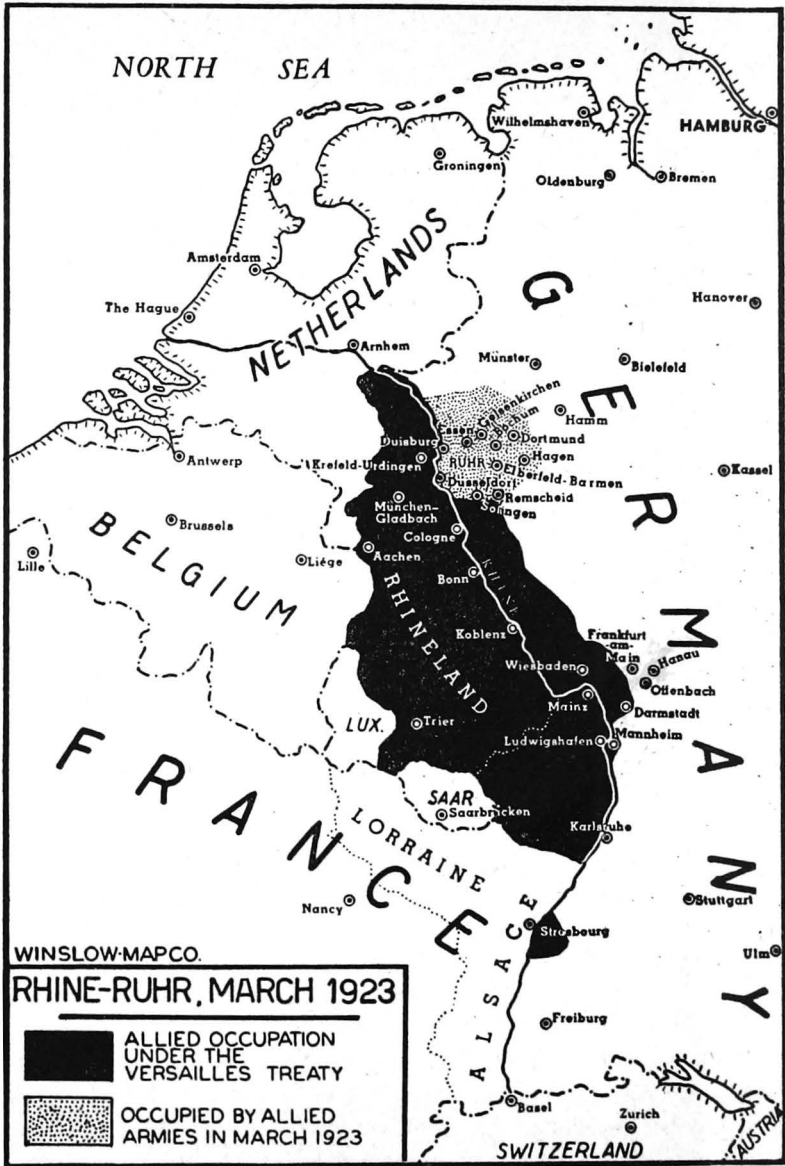 NORTH SEA
Wilhelmshaven
HAMBURG
Groningen
Oldenburg
Bremen
Amsterdam
NETHERLANDS
GERMANY
Hanover
The Hague
Arnhem
Münster
Bielefeld
Gelsenkirchen
Hamm
Essen
Bochum
Duisburg
Dortmund
Antwerp
Krefeld-Urdingen
RUHR
Hagen
Elberfeld-Barmen
Kassel
Dusseldorf
Remscheid
München-
Gladbach
Solingen
Brussels
BELGIUM
Cologne
Lille
Liége
Aachen
RHINE
Bonn
RHINELAND
Koblenz
Frankfurt
-am-
Main
Hanau
Wiesbaden
Offenbach
Mainz
Darmstadt
LUX.
Trier
Ludwigshafen
Mannheim
FRANCE
SAAR
Saarbrücken
LORRAINE
Karlsruhe
Nancy
Stuttgart
Strasbourg
ALSACE
Ulm
WINSLOW·MAP CO.
RHINE-RUHR, MARCH 1923
ALLIED OCCUPATION
UNDER THE
VERSAILLES TREATY
Freiburg
OCCUPIED BY ALLIED
ARMIES IN MARCH 1923
Basel
Zurich
SWITZERLAND
AUSTRIA